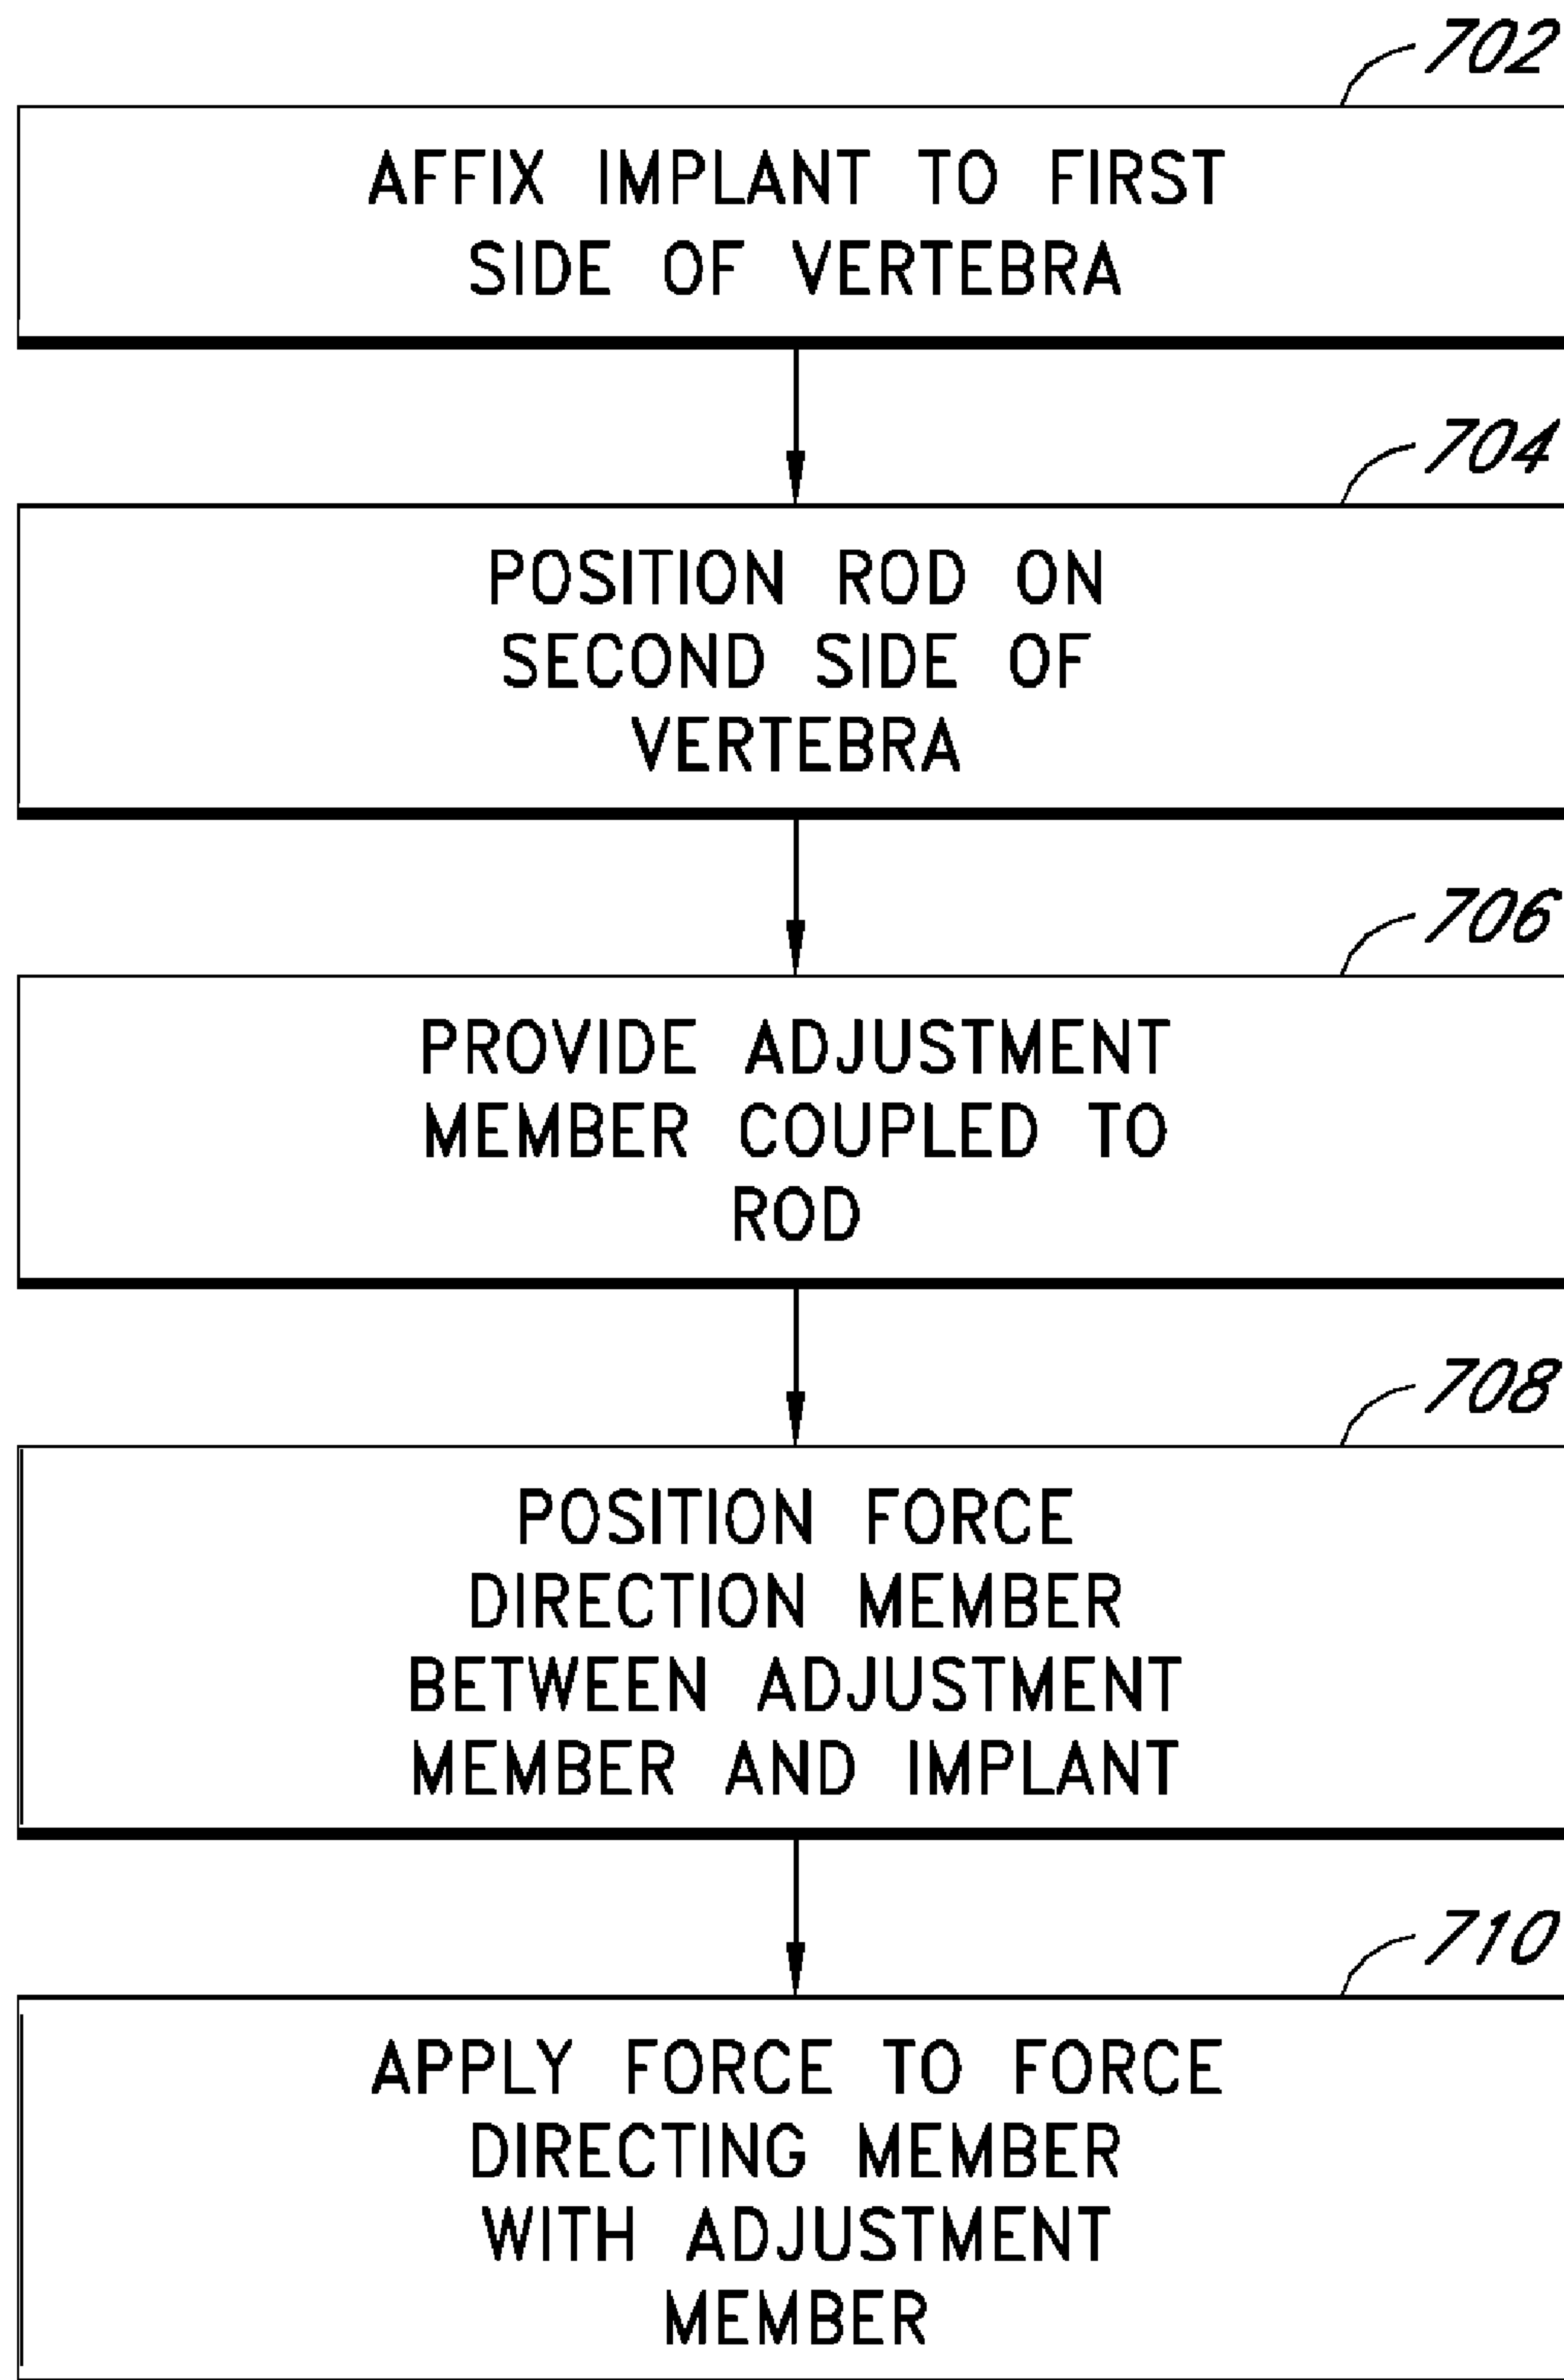 702
AFFIX IMPLANT TO FIRST
SIDE OF VERTEBRA
704
POSITION ROD ON
SECOND SIDE OF
VERTEBRA
706
PROVIDE ADJUSTMENT
MEMBER COUPLED TO
ROD
708
POSITION FORCE
DIRECTION MEMBER
BETWEEN ADJUSTMENT
MEMBER AND IMPLANT
710
APPLY FORCE TO FORCE
DIRECTING MEMBER
WITH ADJUSTMENT
MEMBER